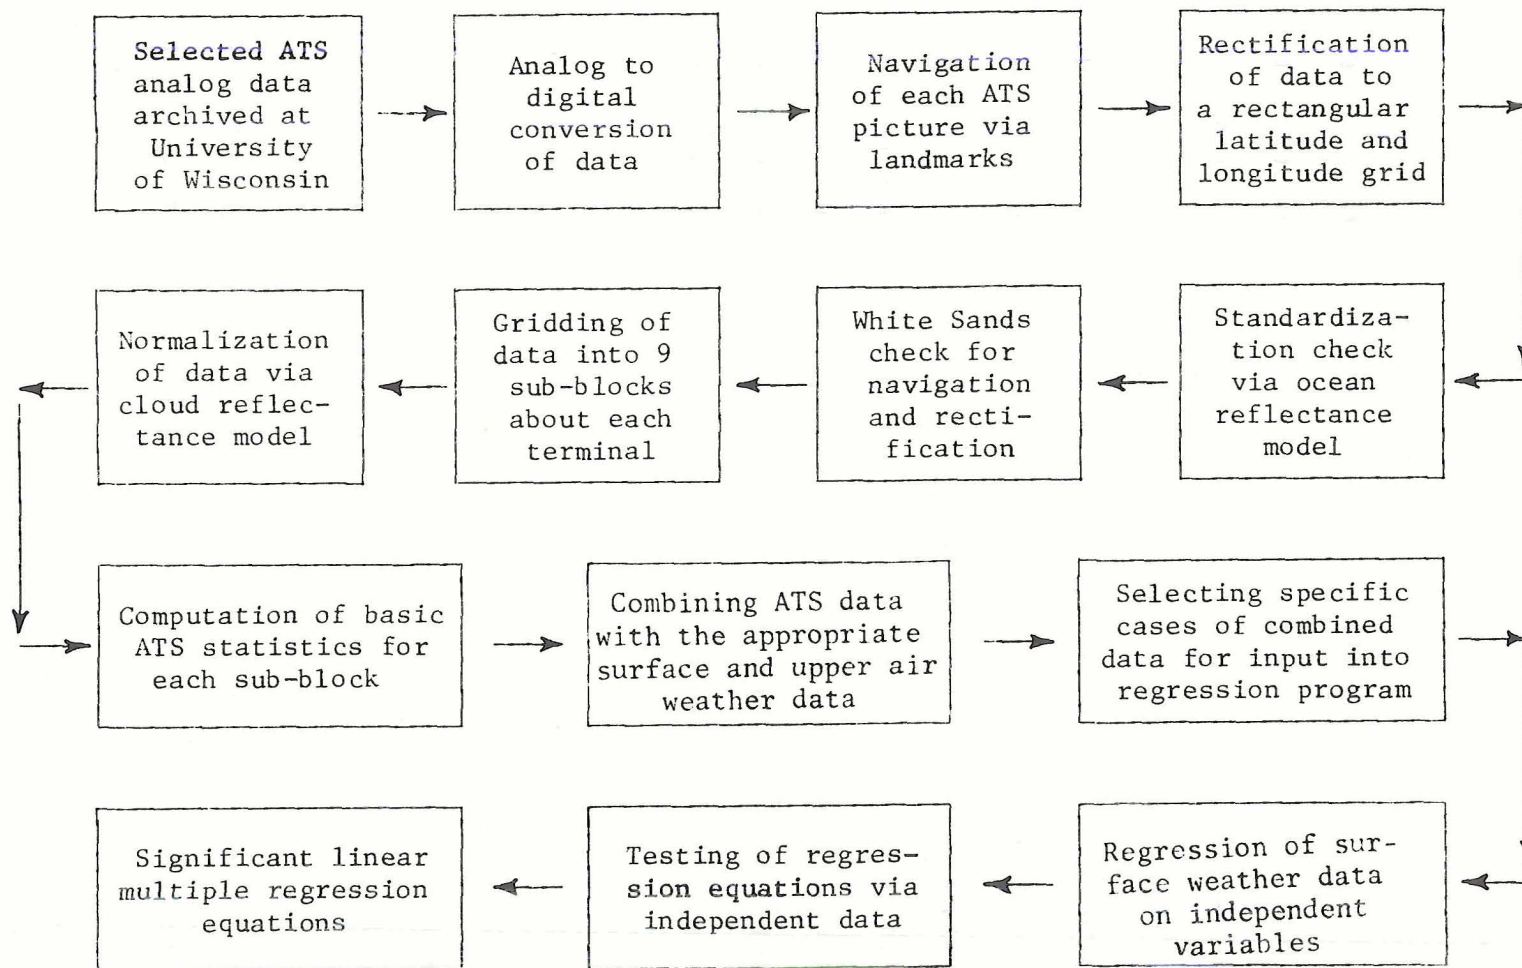 Selected ATS
analog data
archived at
University
of Wisconsin
Analog to
digital
conversion
of data
Navigation
of each ATS
picture via
landmarks
Rectification
of data to
a rectangular
latitude and
longitude grid
Standardiza-
tion check
via ocean
reflectance
model
White Sands
check for
navigation
and recti-
fication
Gridding of
data into 9
sub-blocks
about each
terminal
Normalization
of data via
cloud reflec-
tance model
Computation of basic
ATS statistics for
each sub-block
Combining ATS data
with the appropriate
surface and upper air
weather data
Selecting specific
cases of combined
data for input into
regression program
Regression of sur-
face weather data
on independent
variables
Testing of regres-
sion equations via
independent data
Significant linear
multiple regression
equations